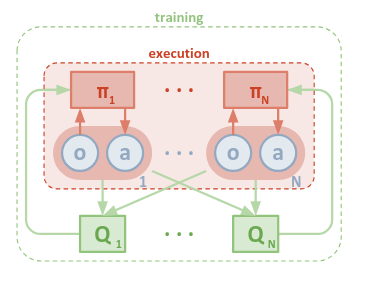 training
execution
π1 . . . πN
o a . . . o a
1 N
Q1 . . . QN